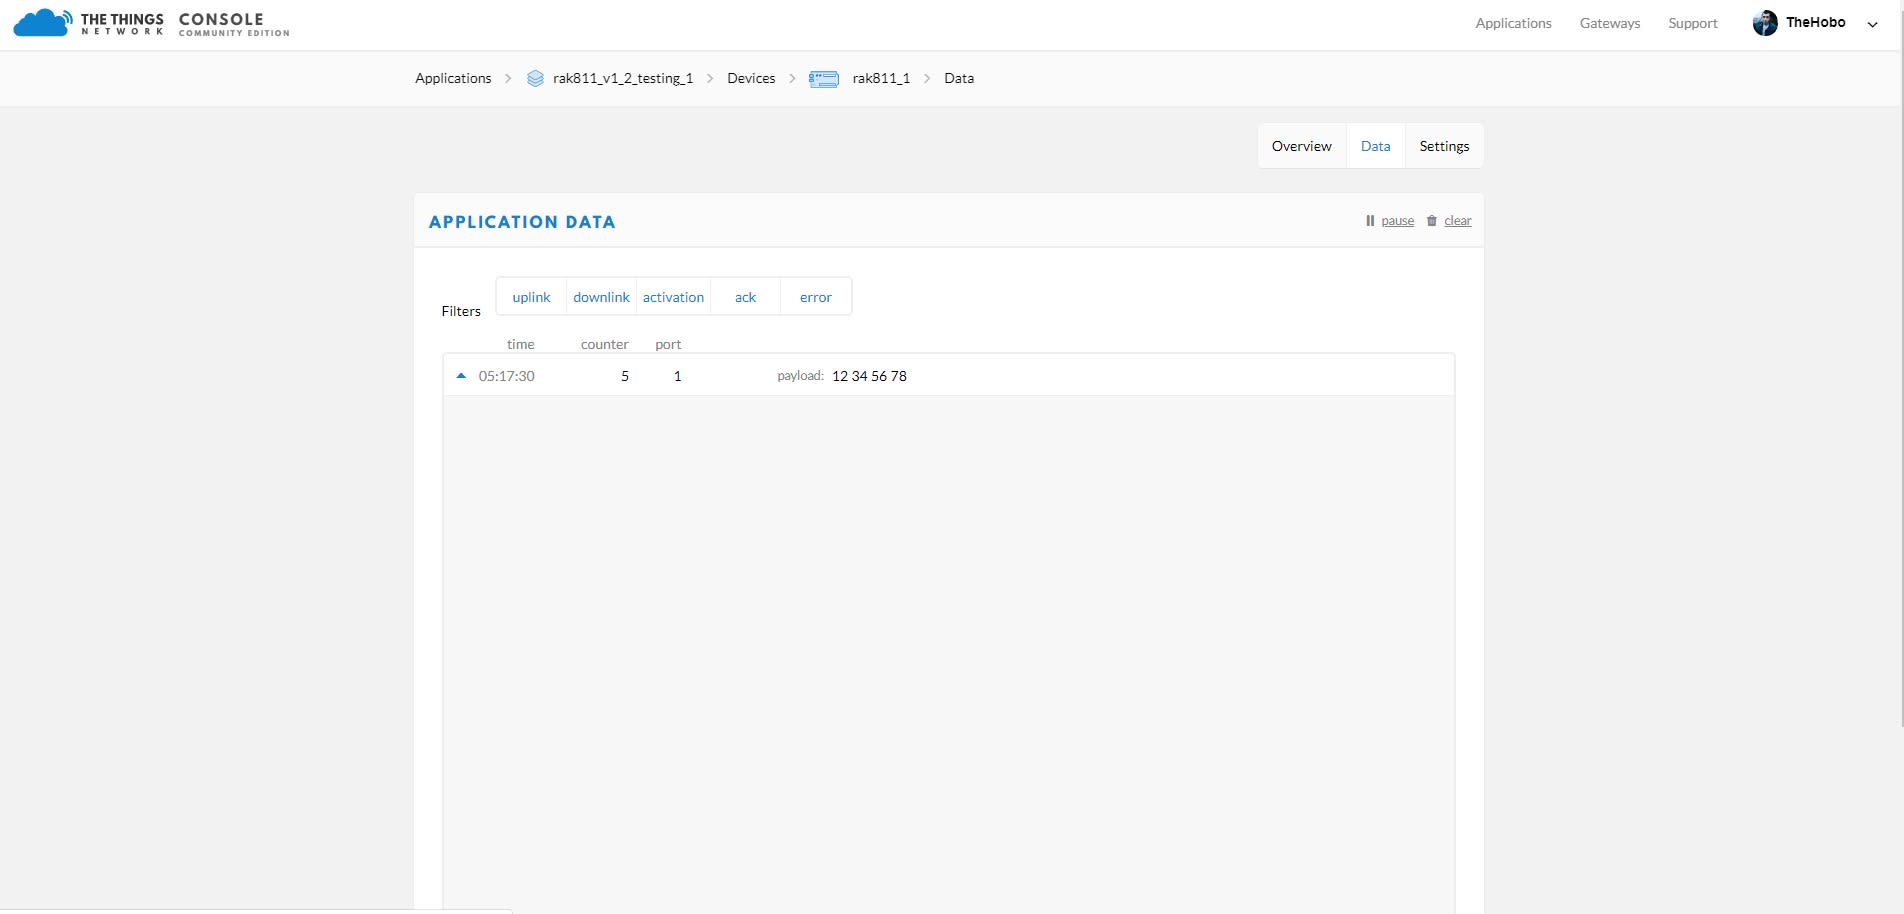 THE THINGS NETWORK CONSOLE COMMUNITY EDITION
Applications Gateways Support TheHobo
Applications rak811_v1_2_testing_1 Devices rak811_1 Data
Overview Data Settings
APPLICATION DATA pause clear
Filters uplink downlink activation ack error
time counter port
05:17:30 5 1 payload: 12 34 56 78